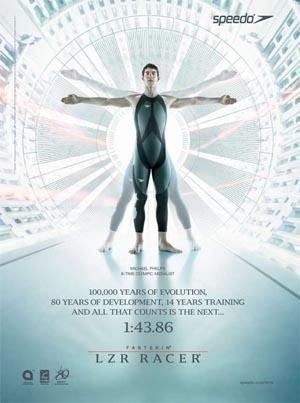 speedo
MICHAEL PHELPS
8-TIME OLYMPIC MEDALIST
100,000 YEARS OF EVOLUTION,
80 YEARS OF DEVELOPMENT, 14 YEARS TRAINING
AND ALL THAT COUNTS IS THE NEXT...
1:43.86
FASTSKIN
LZR RACER